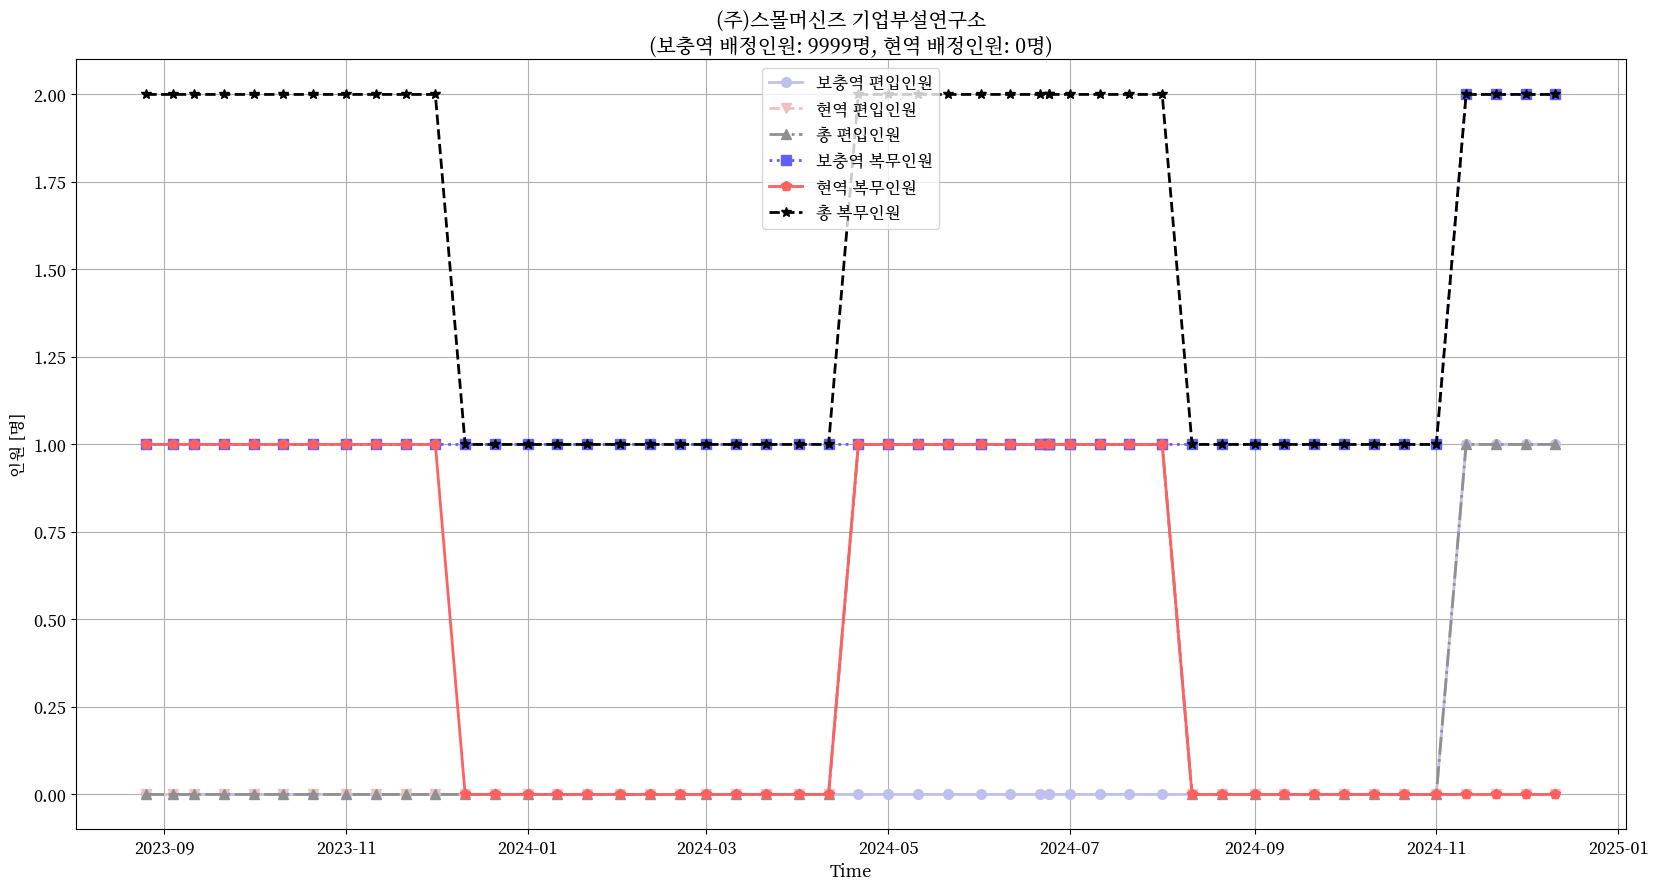 (주)스몰머신즈 기업부설연구소
(보충역 배정인원: 9999명, 현역 배정인원: 0명)
보충역 편입인원
현역 편입인원
총 편입인원
보충역 복무인원
현역 복무인원
총 복무인원
2.00
1.75
1.50
1.25
1.00
0.75
0.50
0.25
0.00
인원 [명]
2023-09 2023-11 2024-01 2024-03 2024-05 2024-07 2024-09 2024-11 2025-01
Time